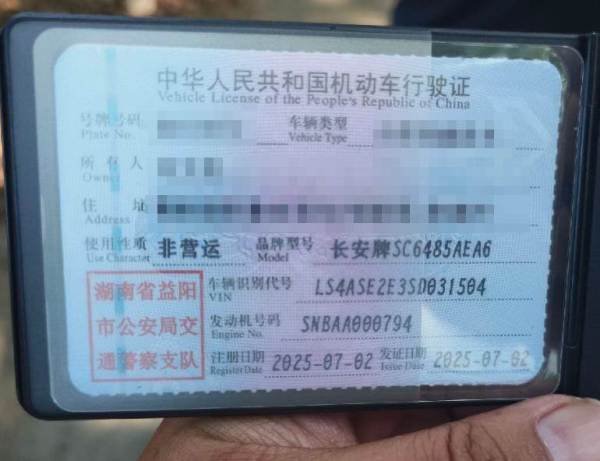 中华人民共和国机动车行驶证
Vehicle License of the People's Republic of China
号牌号码 车辆类型
Plate No. Vehicle Type
所有人
Owner
住址
Address
使用性质 非营运 品牌型号 长安牌SC6485AEA6
Use Character Model
湖南省益阳
市公安局交
通警察支队
车辆识别代号 LS4ASE2E3SD031504
VIN
发动机号码 SNBAA000794
Engine No.
注册日期 2025-07-02 发证日期 2025-07-02
Register Date Issue Date